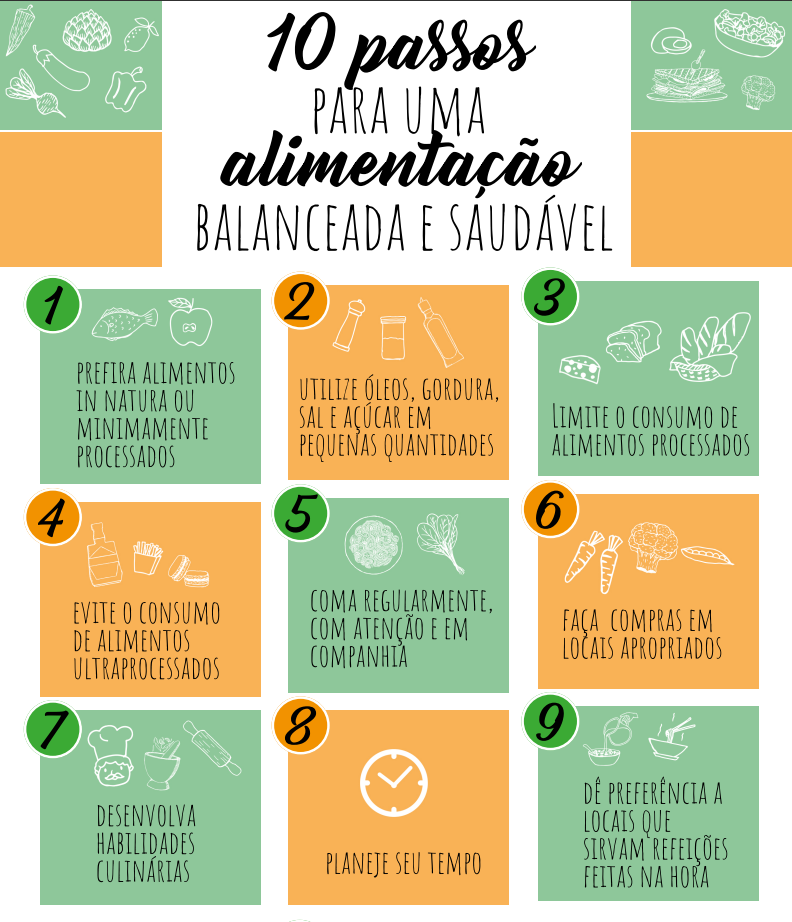 10 passos
PARA UMA
alimentação
BALANCEADA E SAUDÁVEL
1
PREFIRA ALIMENTOS
IN NATURA OU
MINIMAMENTE
PROCESSADOS
2
UTILIZE ÓLEOS, GORDURA,
SAL E AÇÚCAR EM
PEQUENAS QUANTIDADES
3
LIMITE O CONSUMO DE
ALIMENTOS PROCESSADOS
4
EVITE O CONSUMO
DE ALIMENTOS
ULTRAPROCESSADOS
5
COMA REGULARMENTE,
COM ATENÇÃO E EM
COMPANHIA
6
FAÇA COMPRAS EM
LOCAIS APROPRIADOS
7
DESENVOLVA
HABILIDADES
CULINÁRIAS
8
PLANEJE SEU TEMPO
9
DÊ PREFERÊNCIA A
LOCAIS QUE
SIRVAM REFEIÇÕES
FEITAS NA HORA